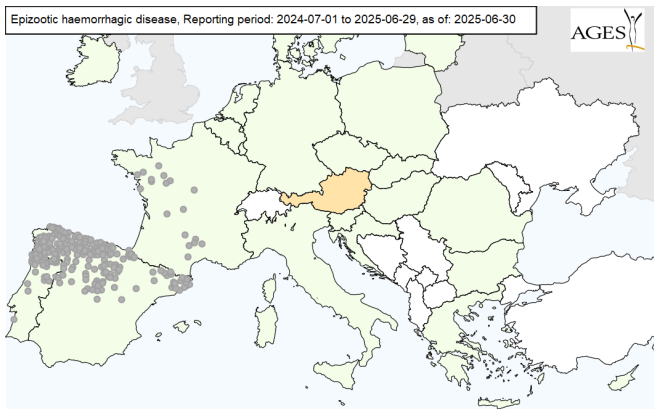 Epizootic haemorrhagic disease, Reporting period: 2024-07-01 to 2025-06-29, as of: 2025-06-30
AGES